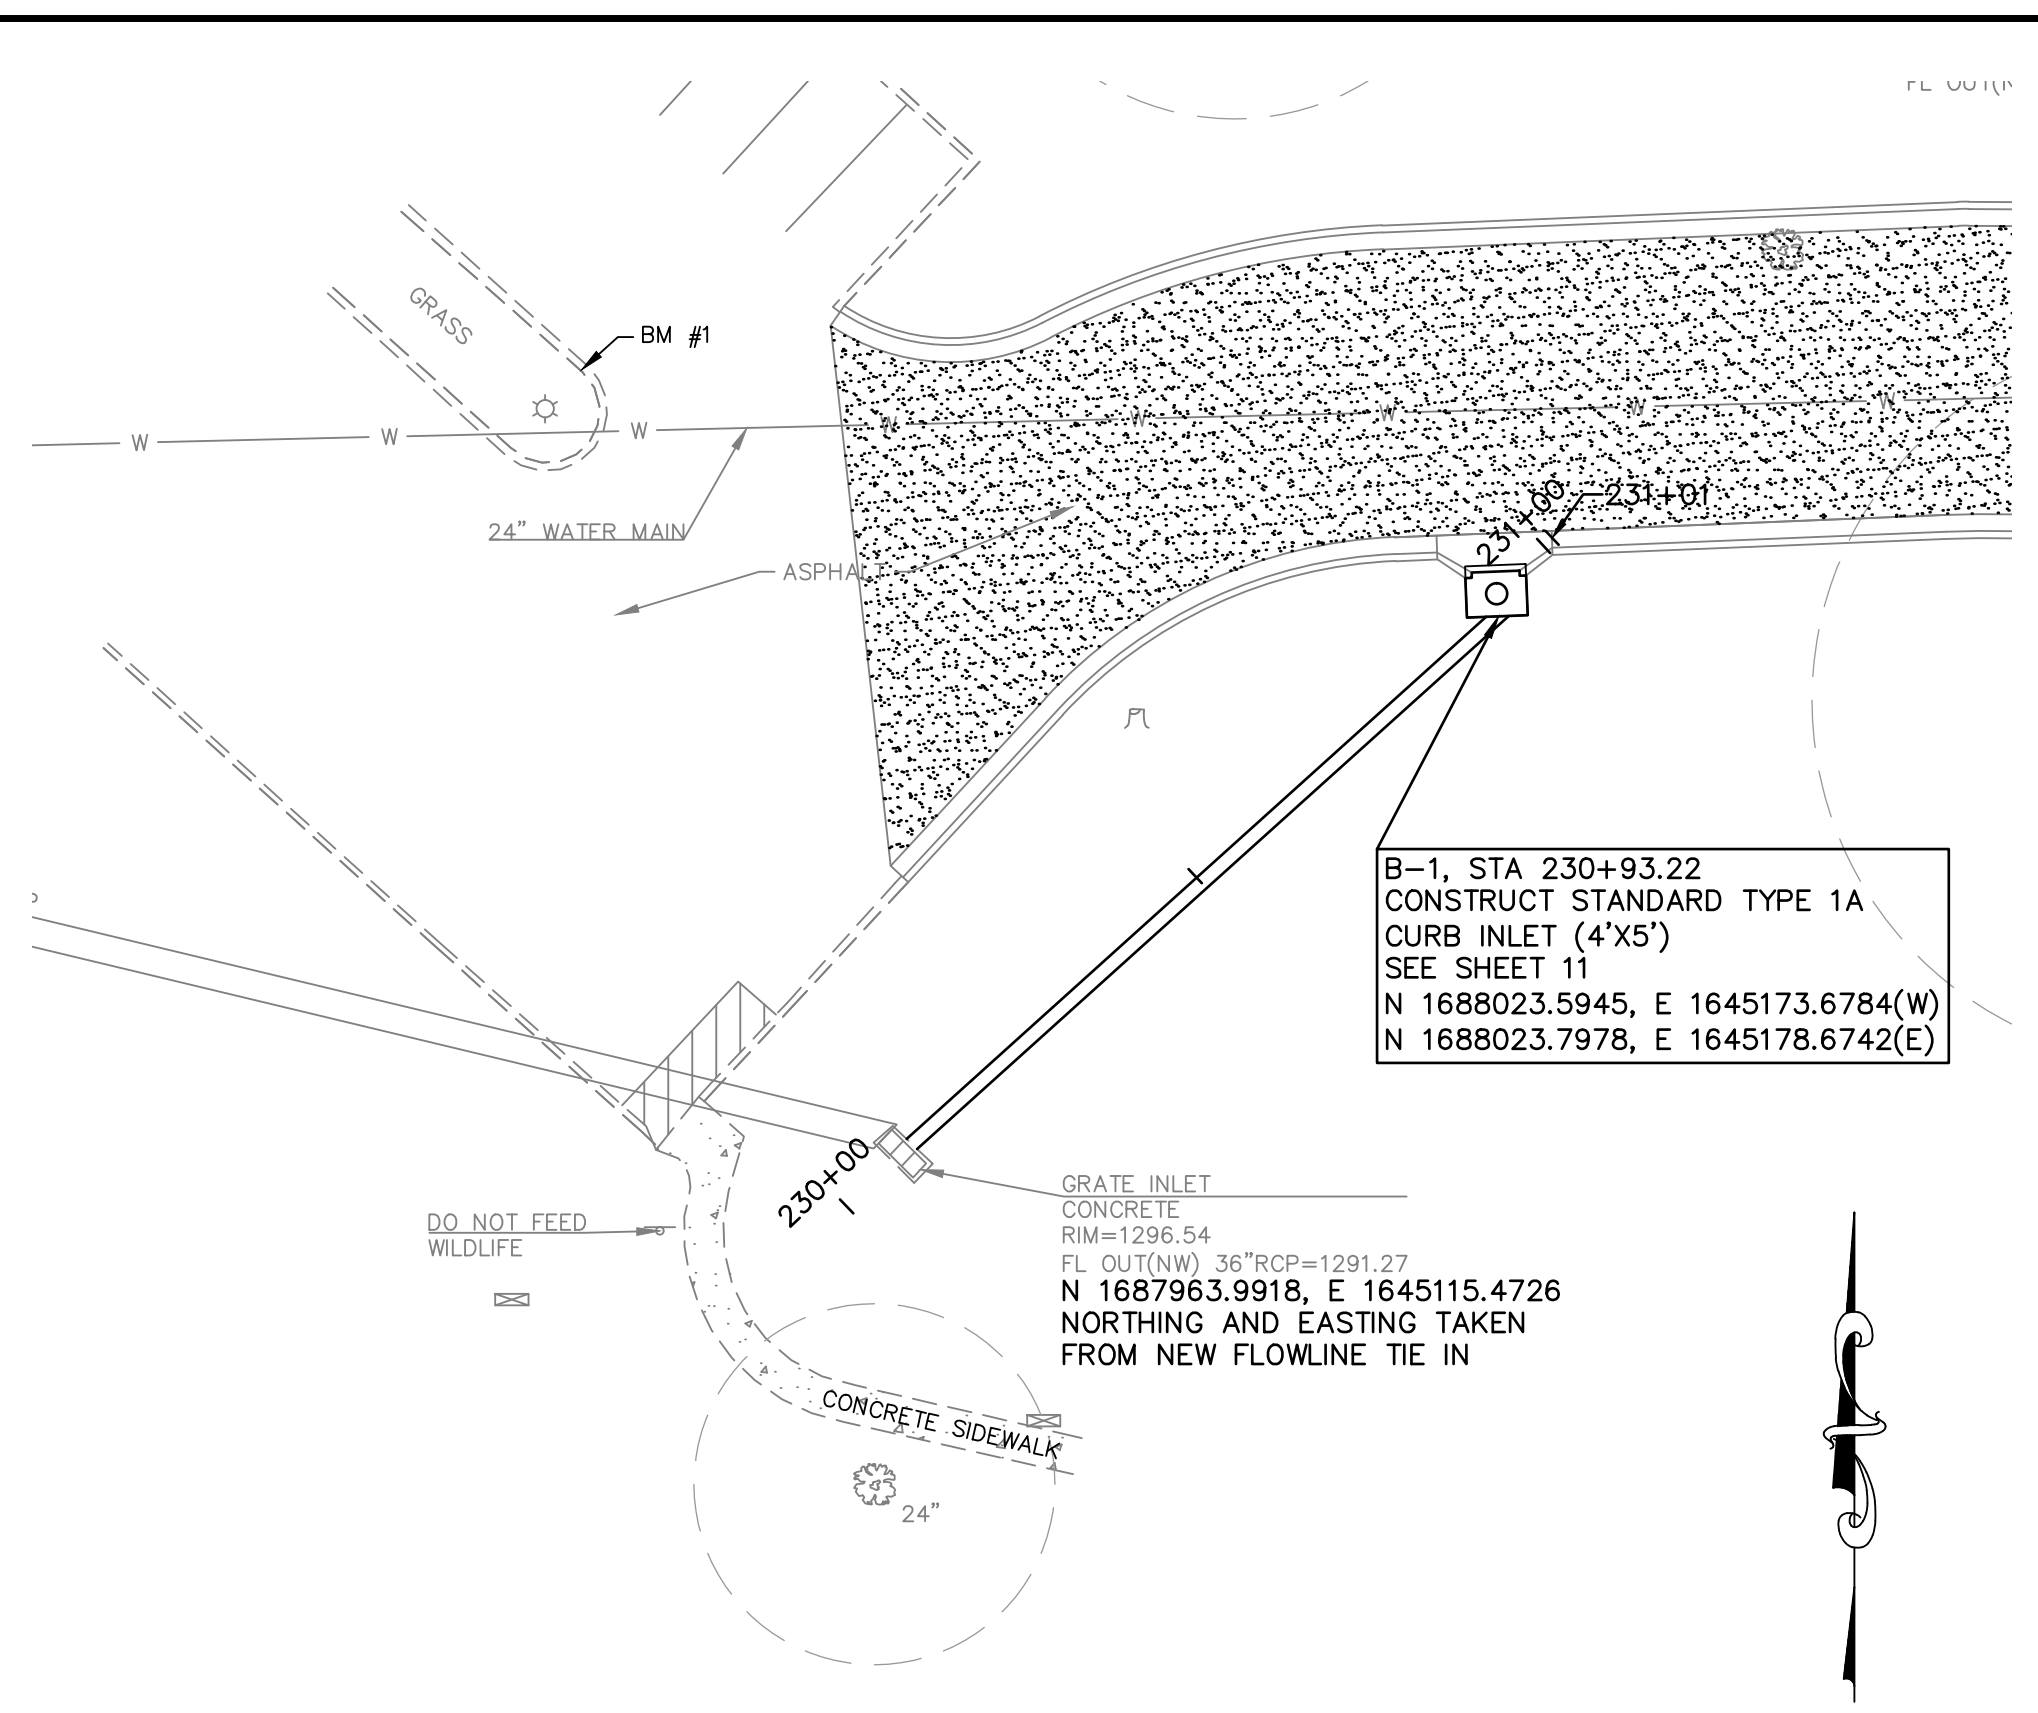 FL OUT(N
GRASS
BM #1
W W W W W W W W
24" WATER MAIN
ASPHALT
231+00
231+01
B-1, STA 230+93.22
CONSTRUCT STANDARD TYPE 1A
CURB INLET (4'X5')
SEE SHEET 11
N 1688023.5945, E 1645173.6784(W)
N 1688023.7978, E 1645178.6742(E)
230+00
GRATE INLET
CONCRETE
RIM=1296.54
FL OUT(NW) 36"RCP=1291.27
N 1687963.9918, E 1645115.4726
NORTHING AND EASTING TAKEN
FROM NEW FLOWLINE TIE IN
DO NOT FEED
WILDLIFE
CONCRETE SIDEWALK
24"